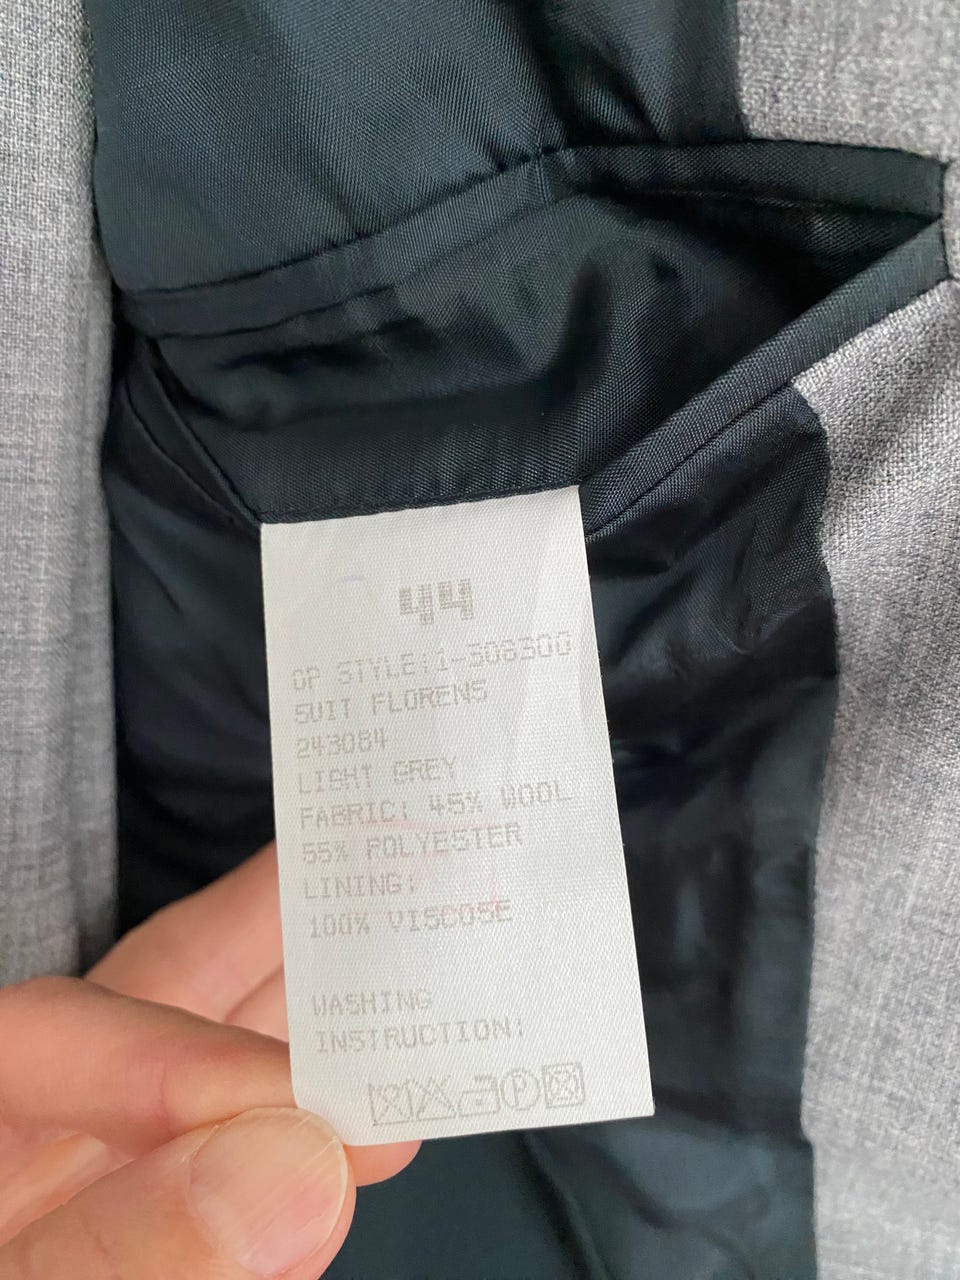 44
OP STYLE:1-308300
SUIT FLORENS
243084
LIGHT GREY
FABRIC: 45% WOOL
55% POLYESTER
LINING:
100% VISCOSE
WASHING
INSTRUCTION:
P